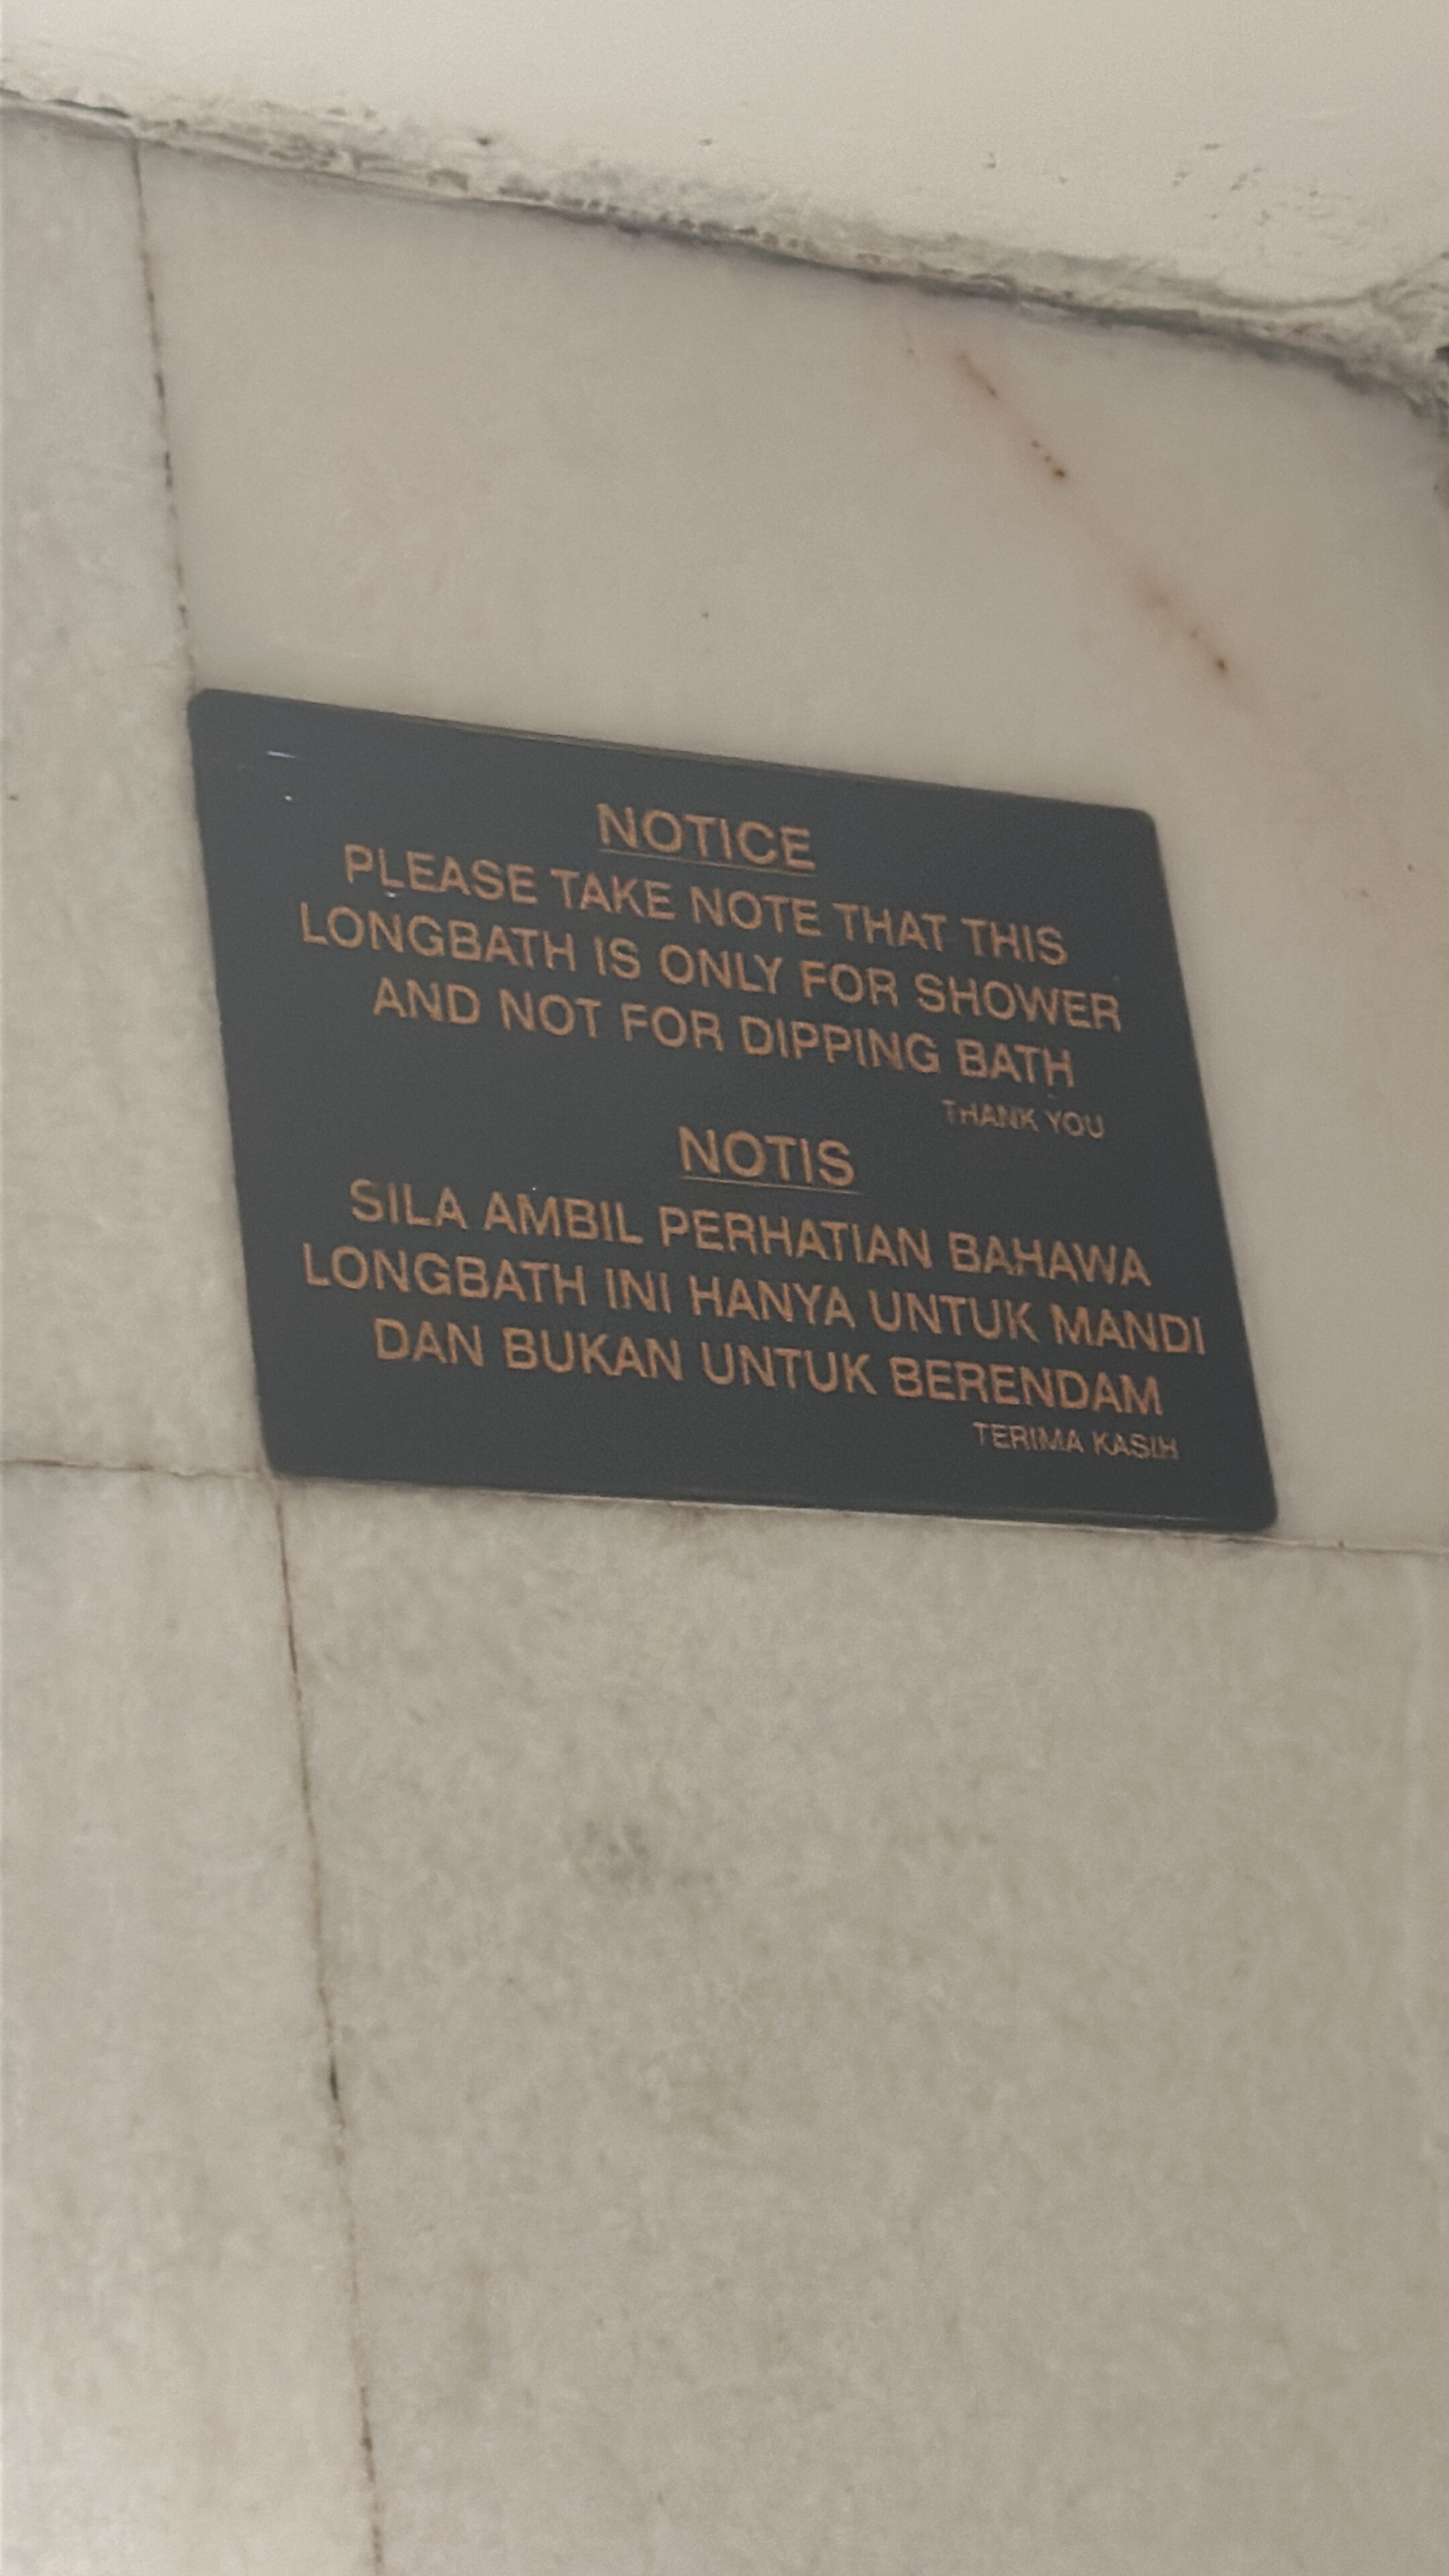 NOTICE
PLEASE TAKE NOTE THAT THIS
LONGBATH IS ONLY FOR SHOWER
AND NOT FOR DIPPING BATH
THANK YOU
NOTIS
SILA AMBIL PERHATIAN BAHAWA
LONGBATH INI HANYA UNTUK MANDI
DAN BUKAN UNTUK BERENDAM
TERIMA KASIH